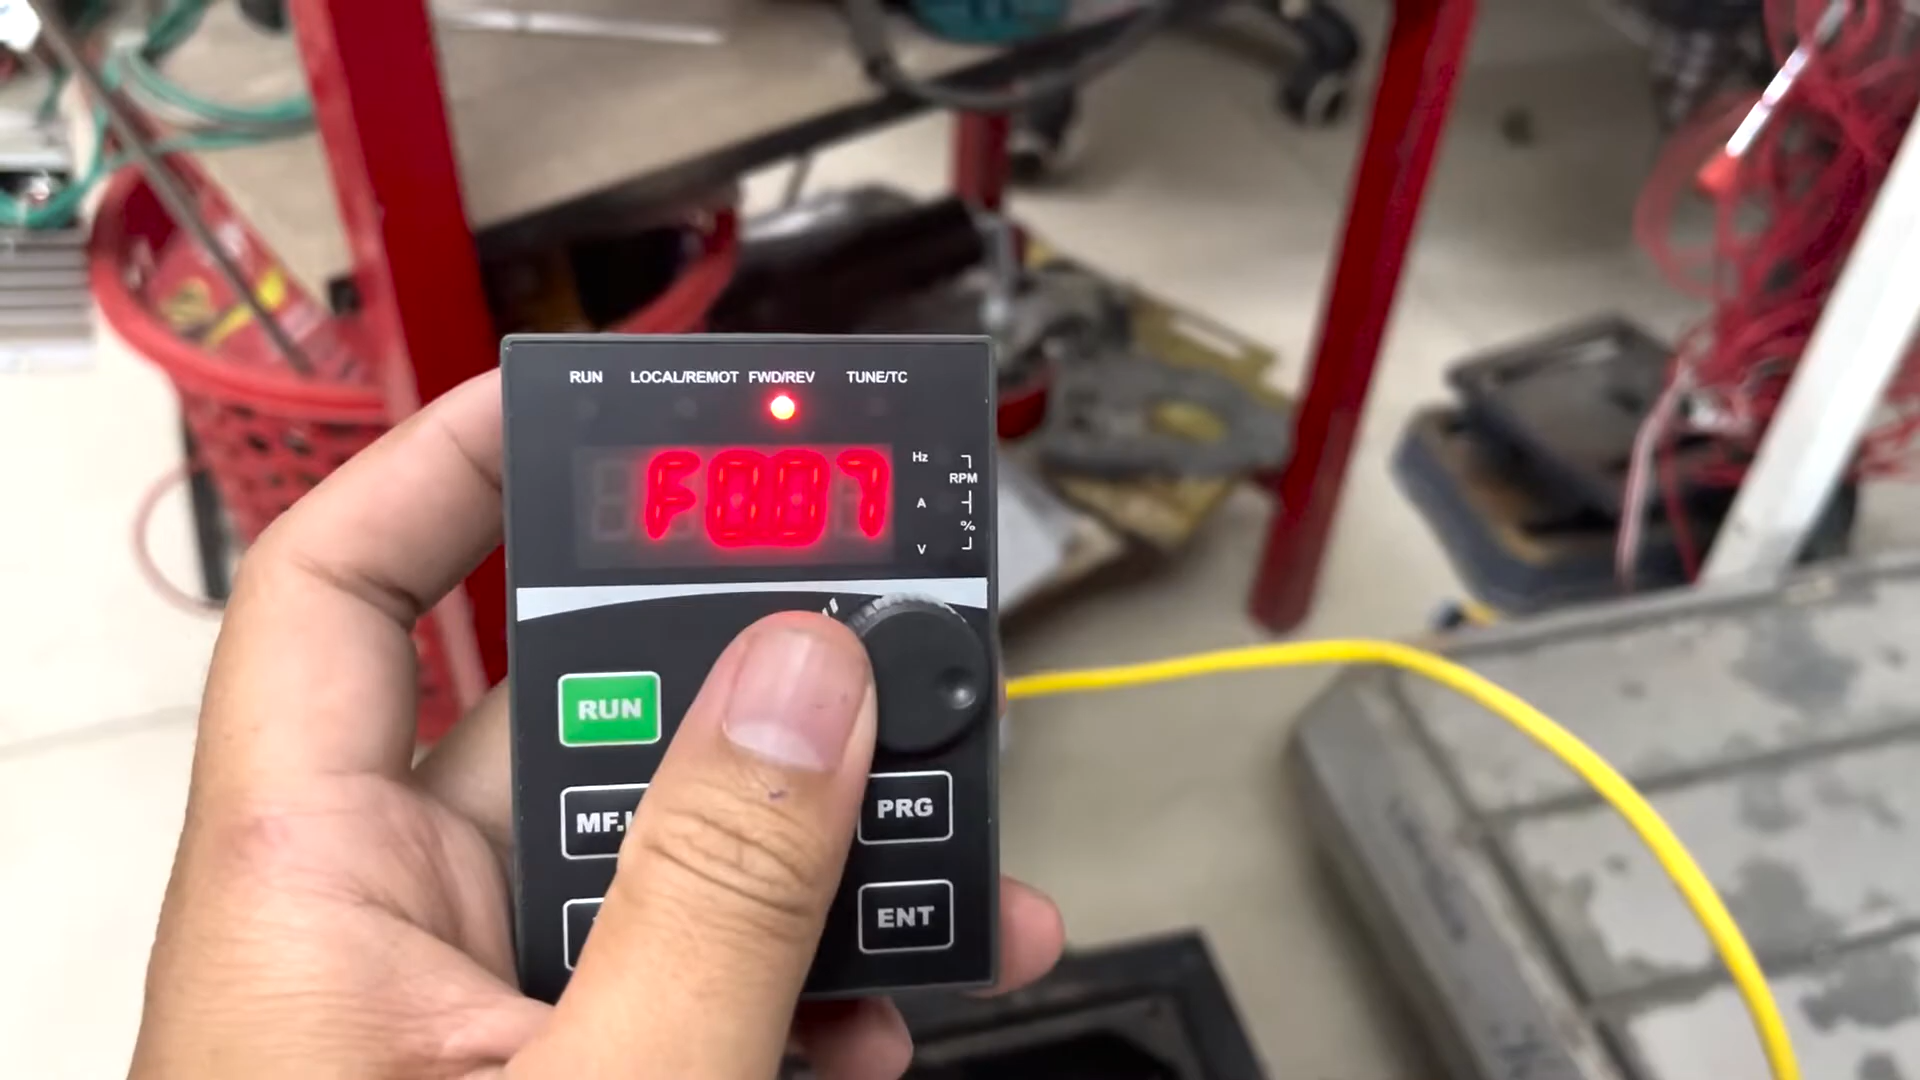 RUN LOCAL/REMOT FWD/REV TUNE/TC
F007
Hz
RPM
A
%
V
RUN
MF.
PRG
ENT